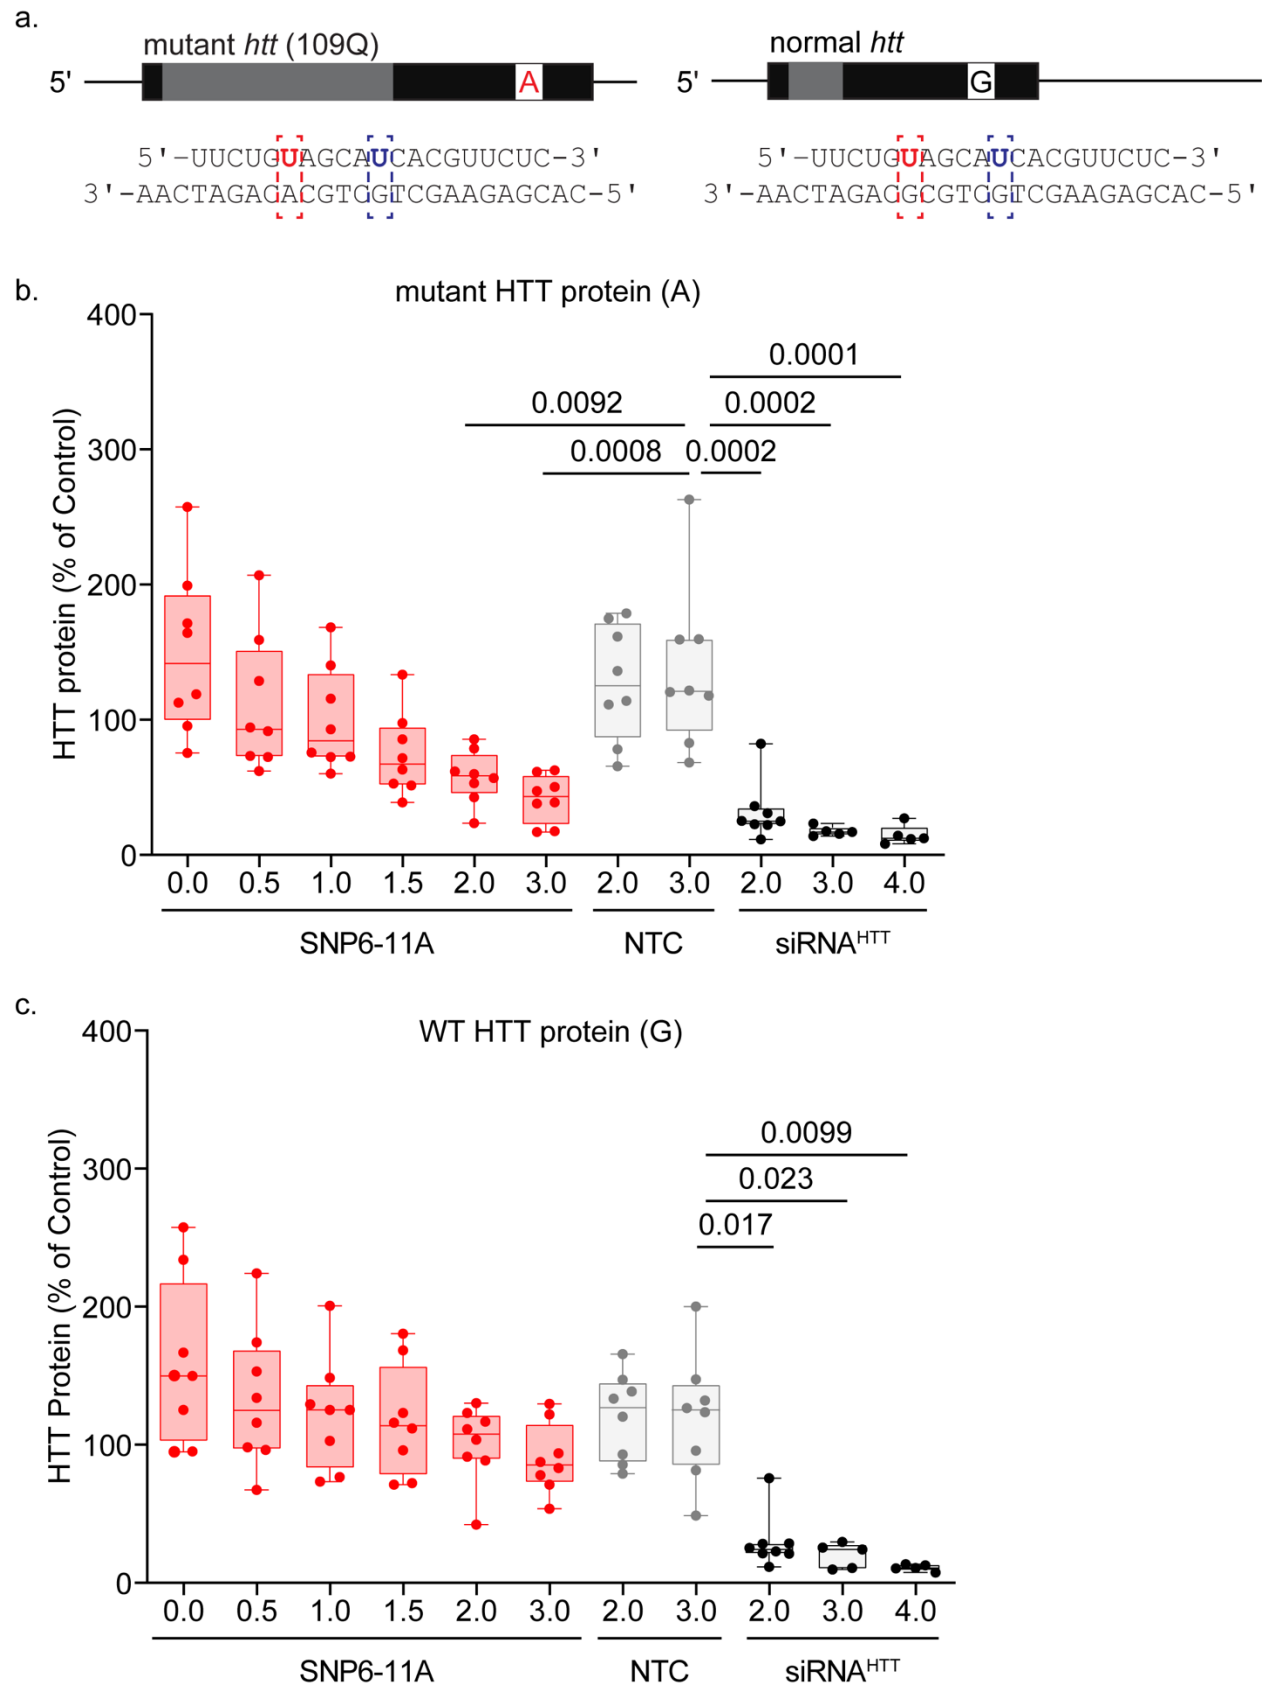 a.
mutant htt (109Q)
normal htt
5' A
5' G
5'-UUCUGUAGCAUCACGUUCUC-3'
5'-UUCUGUAGCAUCACGUUCUC-3'
3'-AACTAGACACGTCGTCGAAGAGCAC-5'
3'-AACTAGACGCGTCGTCGAAGAGCAC-5'
b.
mutant HTT protein (A)
HTT protein (% of Control)
400
300
200
100
0
0.0001
0.0092 0.0002
0.0008 0.0002
0.0 0.5 1.0 1.5 2.0 3.0 2.0 3.0 2.0 3.0 4.0
SNP6-11A NTC siRNAᴴᵀᵀ
c.
WT HTT protein (G)
HTT Protein (% of Control)
400
300
200
100
0
0.0099
0.023
0.017
0.0 0.5 1.0 1.5 2.0 3.0 2.0 3.0 2.0 3.0 4.0
SNP6-11A NTC siRNAᴴᵀᵀ